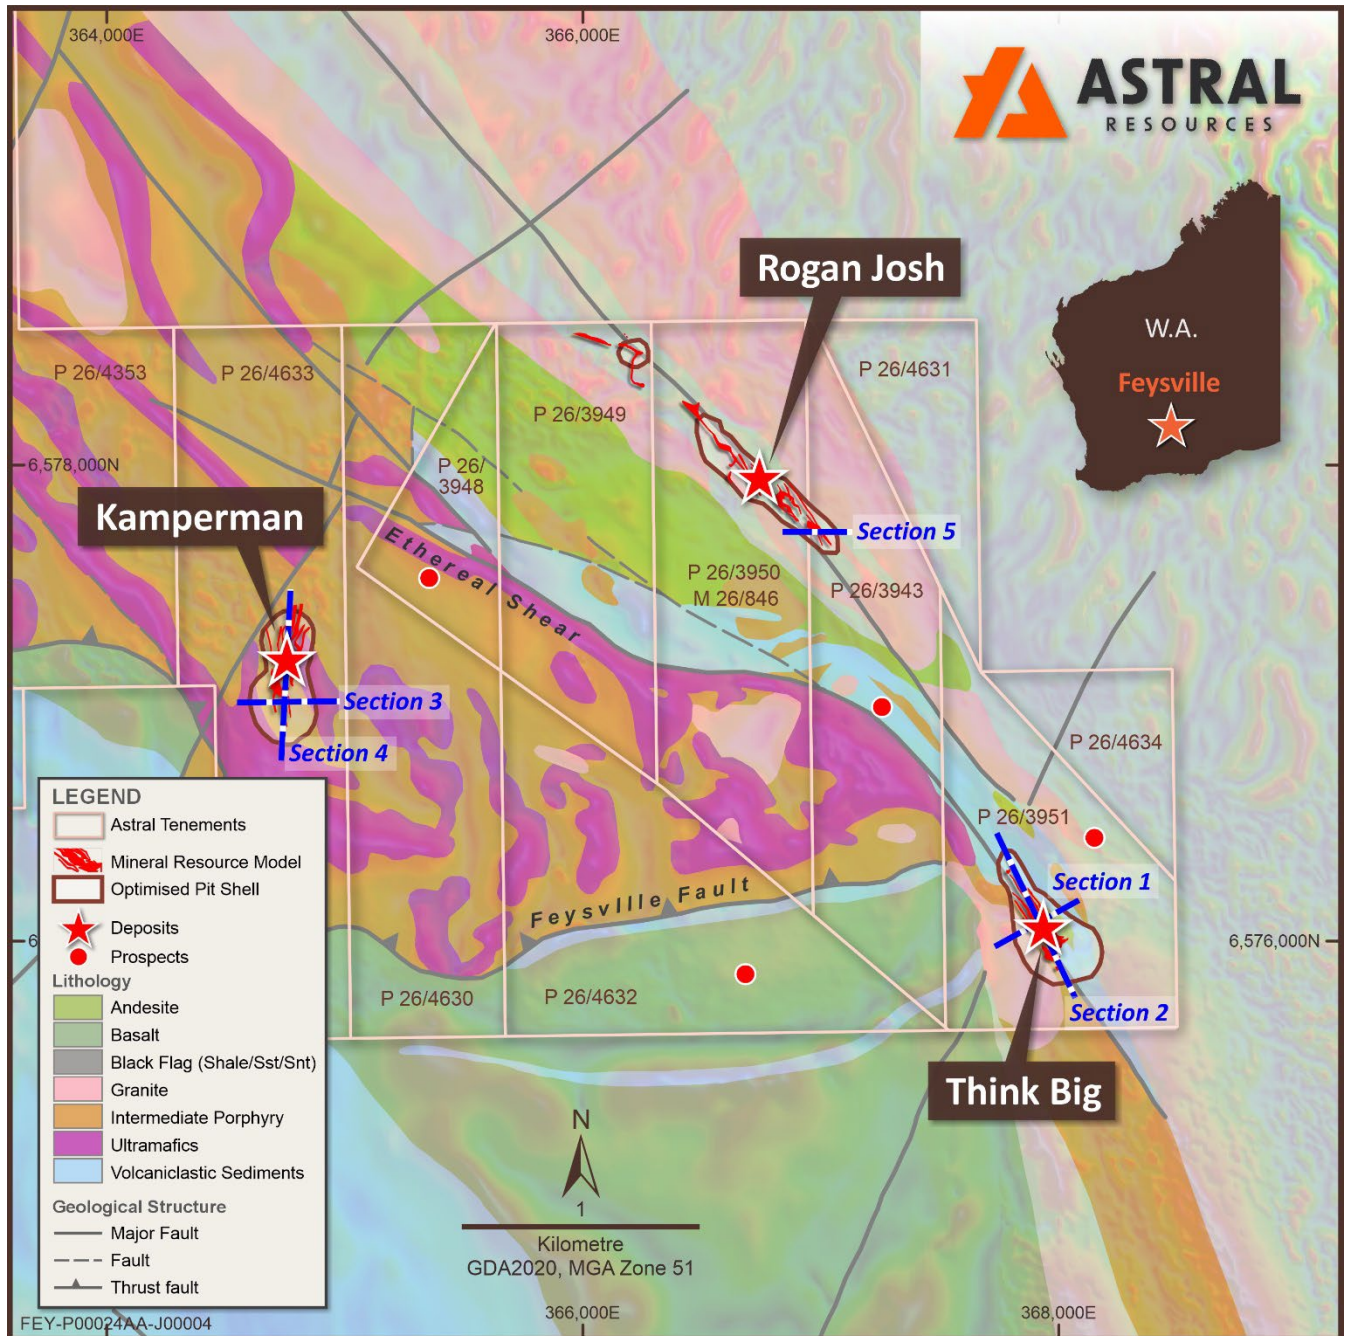 364,000E
366,000E
ASTRAL
RESOURCES
Rogan Josh
W.A.
Feysville
P 26/4353
P 26/4633
P 26/3949
P 26/4631
6,578,000N
P 26/
3948
Kamperman
Section 5
Ethereal Shear
P 26/3950
M 26/846
P 26/3943
Section 3
Section 4
P 26/4634
P 26/3951
Section 1
Feysville Fault
6,576,000N
P 26/4630
P 26/4632
Section 2
Think Big
LEGEND
Astral Tenements
Mineral Resource Model
Optimised Pit Shell
Deposits
Prospects
Lithology
Andesite
Basalt
Black Flag (Shale/Sst/Snt)
Granite
Intermediate Porphyry
Ultramafics
Volcaniclastic Sediments
Geological Structure
Major Fault
Fault
Thrust fault
N
1
Kilometre
GDA2020, MGA Zone 51
366,000E
368,000E
FEY-P00024AA-J00004